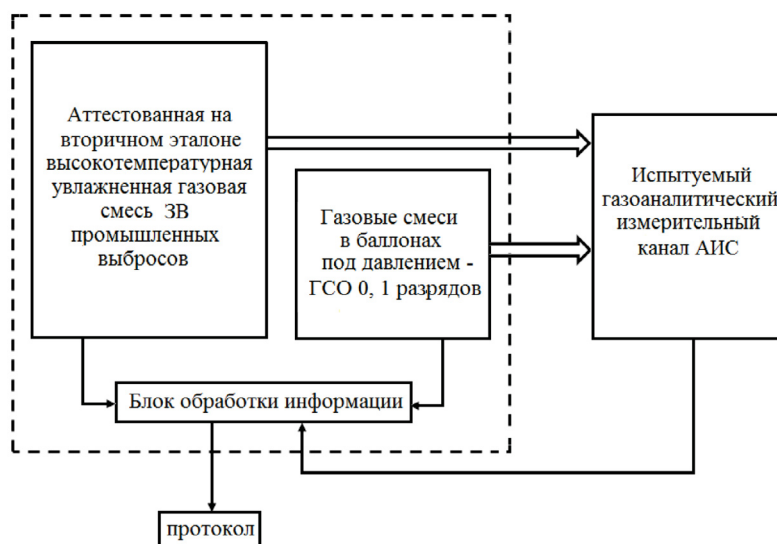 Аттестованная на
вторичном эталоне
высокотемпературная
увлажненная газовая
смесь ЗВ
промышленных
выбросов
Газовые смеси
в баллонах
под давлением -
ГСО 0, 1 разрядов
Испытуемый
газоаналитический
измерительный
канал АИС
Блок обработки информации
протокол